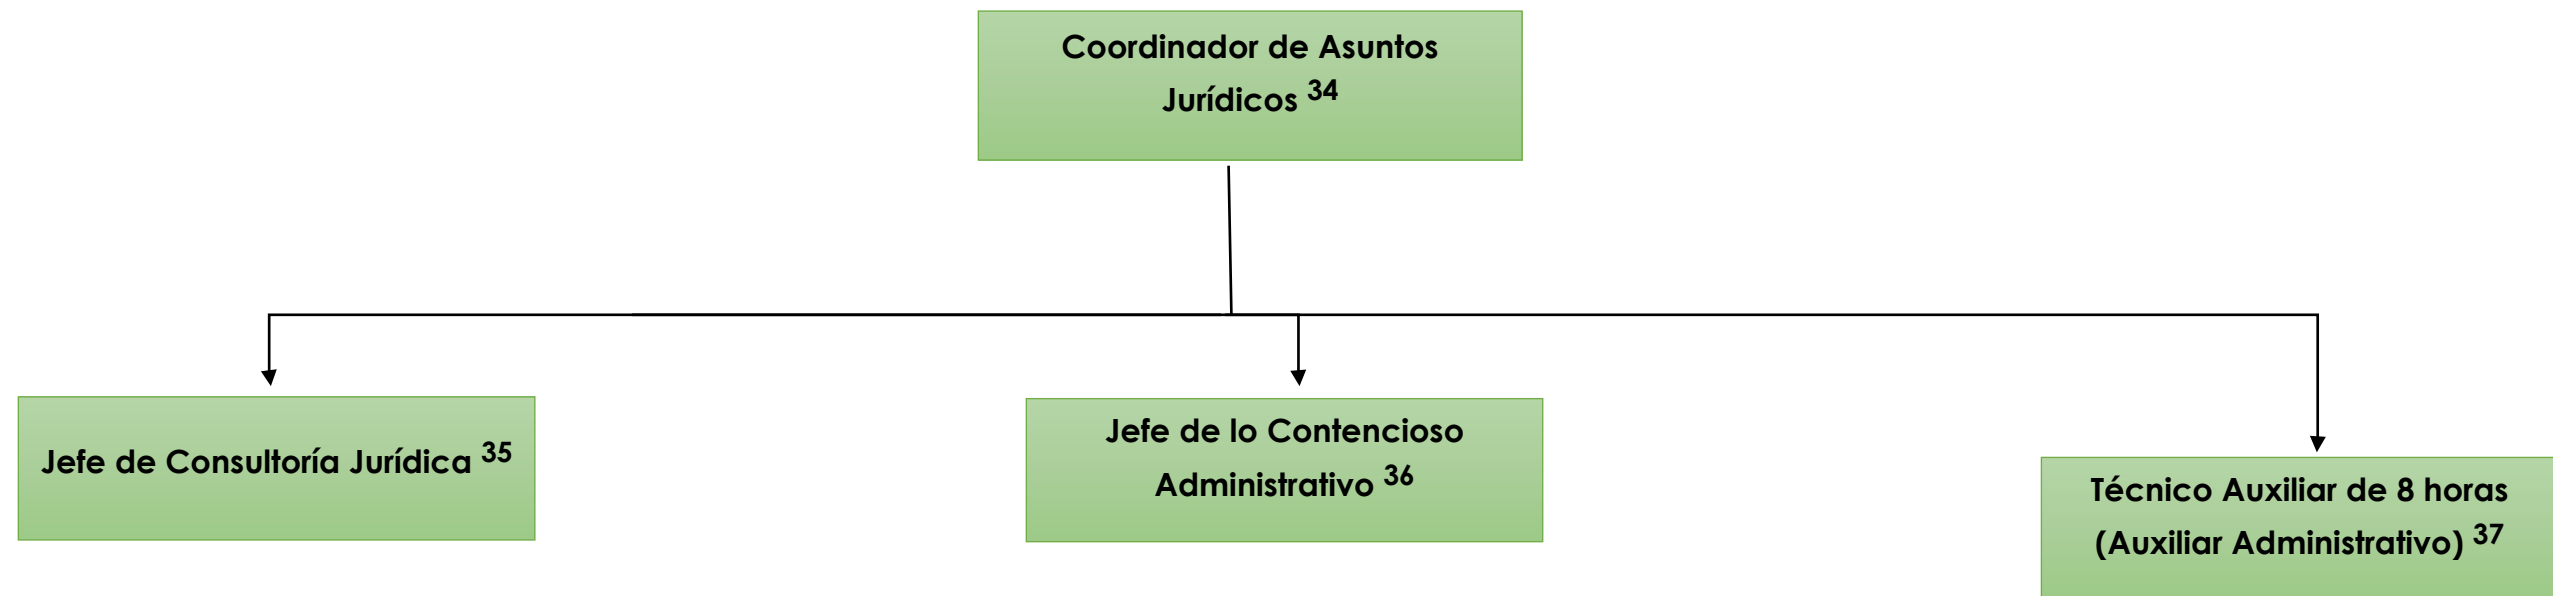 Coordinador de Asuntos
Jurídicos 34
Jefe de Consultoría Jurídica 35
Jefe de lo Contencioso
Administrativo 36
Técnico Auxiliar de 8 horas
(Auxiliar Administrativo) 37